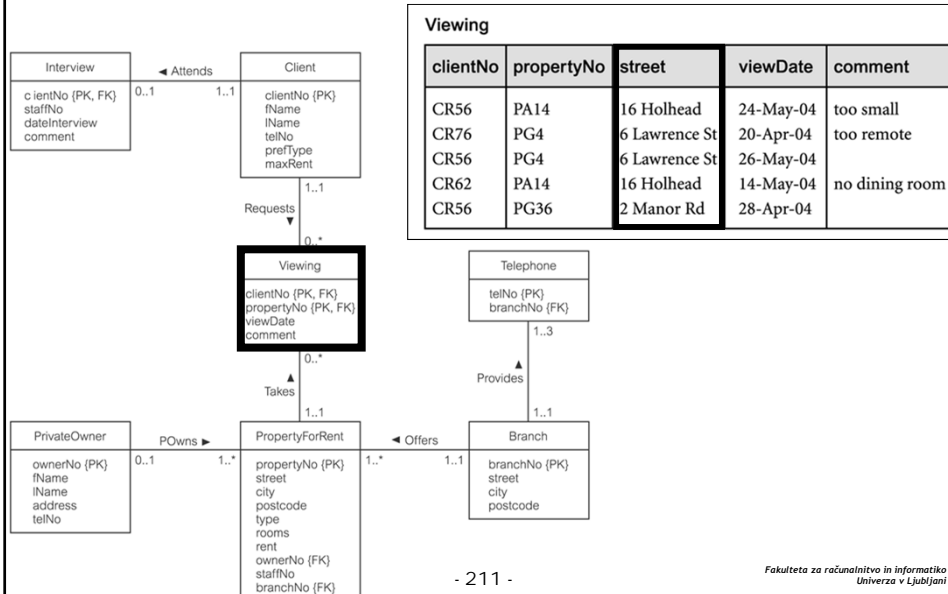 Viewing
clientNo propertyNo street viewDate comment
CR56 PA14 16 Holhead 24-May-04 too small
CR76 PG4 6 Lawrence St 20-Apr-04 too remote
CR56 PG4 6 Lawrence St 26-May-04
CR62 PA14 16 Holhead 14-May-04 no dining room
CR56 PG36 2 Manor Rd 28-Apr-04
Interview
c ientNo {PK, FK}
staffNo
dateInterview
comment
◄ Attends
0..1 1..1
Client
clientNo {PK}
fName
lName
telNo
prefType
maxRent
1..1
Requests
▼
0..*
Viewing
clientNo {PK, FK}
propertyNo {PK, FK}
viewDate
comment
0..*
▲
Takes
1..1
Telephone
telNo {PK}
branchNo {FK}
1..3
▲
Provides
1..1
PrivateOwner
ownerNo {PK}
fName
lName
address
telNo
POwns ►
0..1 1..*
PropertyForRent
propertyNo {PK}
street
city
postcode
type
rooms
rent
ownerNo {FK}
staffNo
branchNo {FK}
◄ Offers
1..* 1..1
Branch
branchNo {PK}
street
city
postcode
- 211 -
Fakulteta za računalnitvo in informatiko
Univerza v Ljubljani